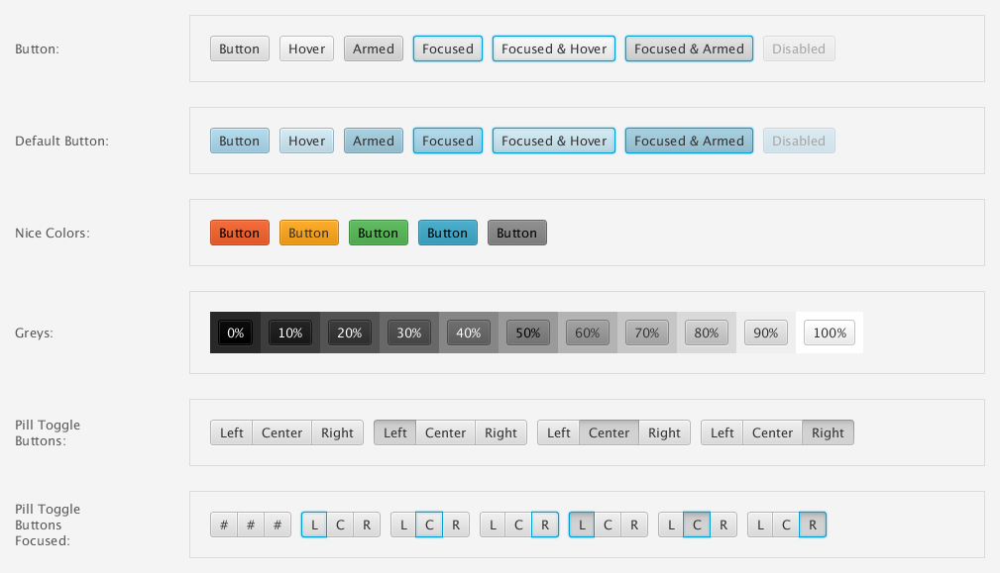 Button: Button Hover Armed Focused Focused & Hover Focused & Armed Disabled
Default Button: Button Hover Armed Focused Focused & Hover Focused & Armed Disabled
Nice Colors: Button Button Button Button Button
Greys: 0% 10% 20% 30% 40% 50% 60% 70% 80% 90% 100%
Pill Toggle
Buttons:
Left Center Right Left Center Right Left Center Right Left Center Right
Pill Toggle
Buttons
Focused:
# # # L C R L C R L C R L C R L C R L C R